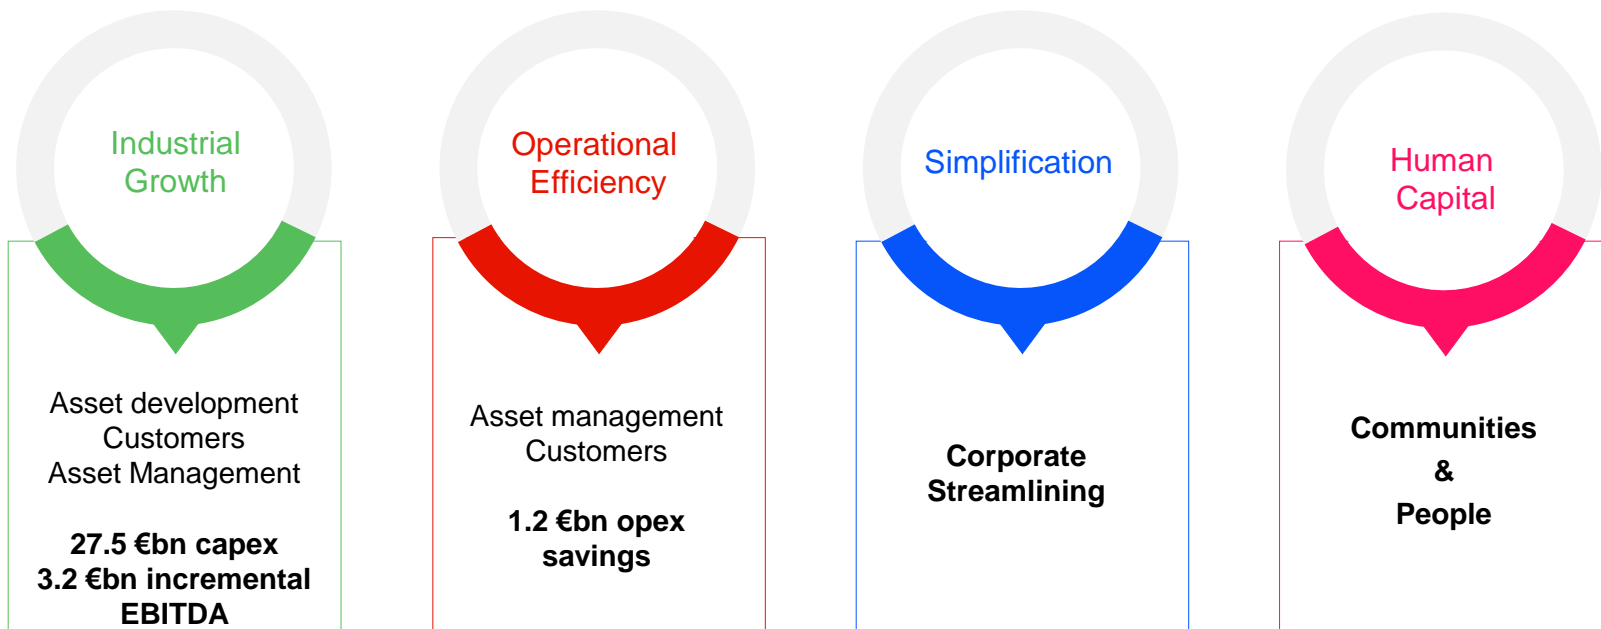 Industrial
Growth
Asset development
Customers
Asset Management
27.5 €bn capex
3.2 €bn incremental
EBITDA
Operational
Efficiency
Asset management
Customers
1.2 €bn opex
savings
Simplification
Corporate
Streamlining
Human
Capital
Communities
&
People